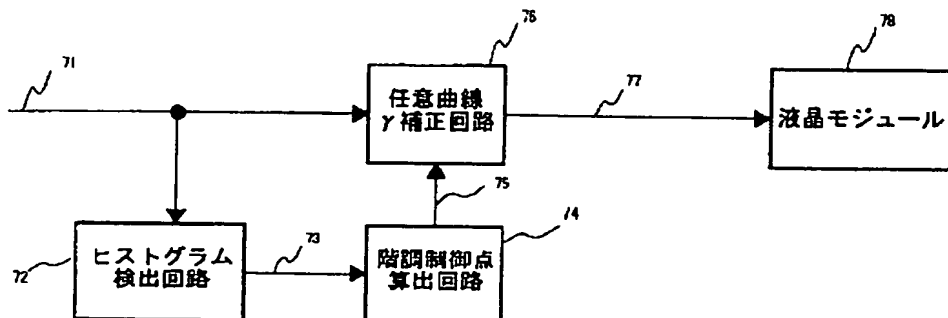 71
76
任意曲線
γ補正回路
77
78
液晶モジュール
75
72
ヒストグラム
検出回路
73
74
階調制御点
算出回路